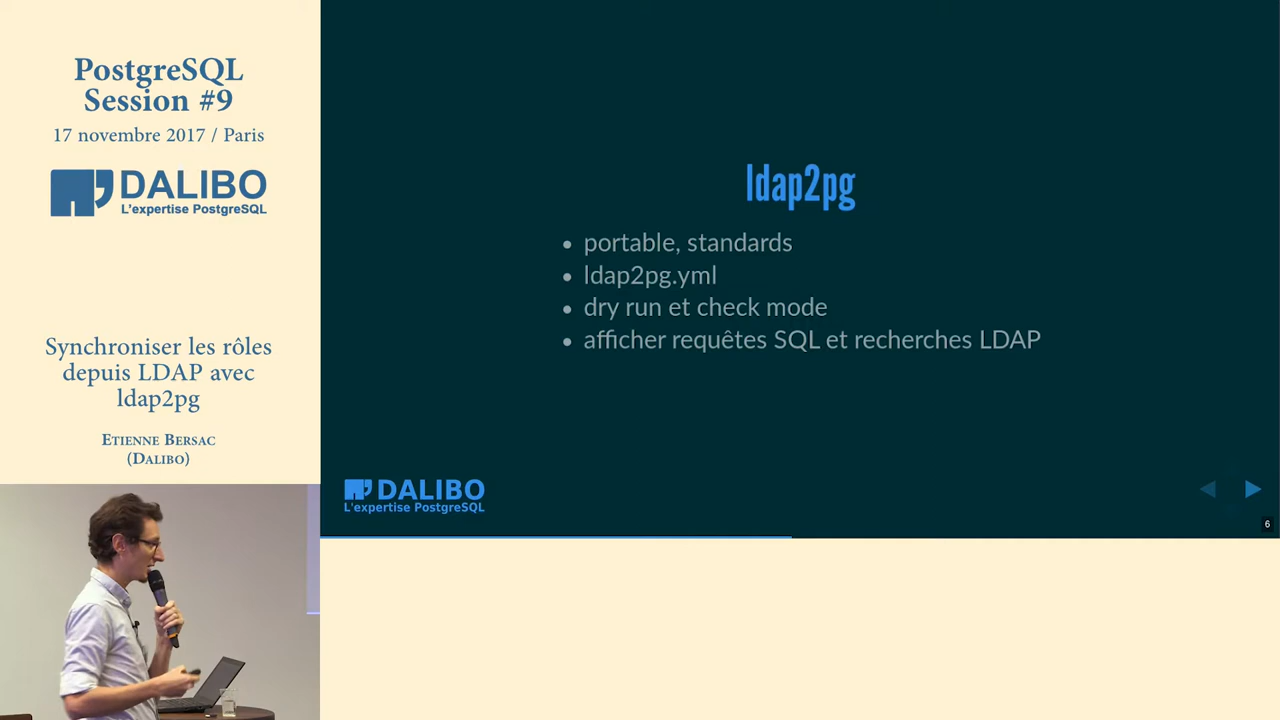 PostgreSQL
Session #9
17 novembre 2017 / Paris
DALIBO
L'expertise PostgreSQL
Synchroniser les rôles
depuis LDAP avec
ldap2pg
Etienne Bersac
(Dalibo)
ldap2pg
portable, standards
ldap2pg.yml
dry run et check mode
afficher requêtes SQL et recherches LDAP
DALIBO
L'expertise PostgreSQL
6